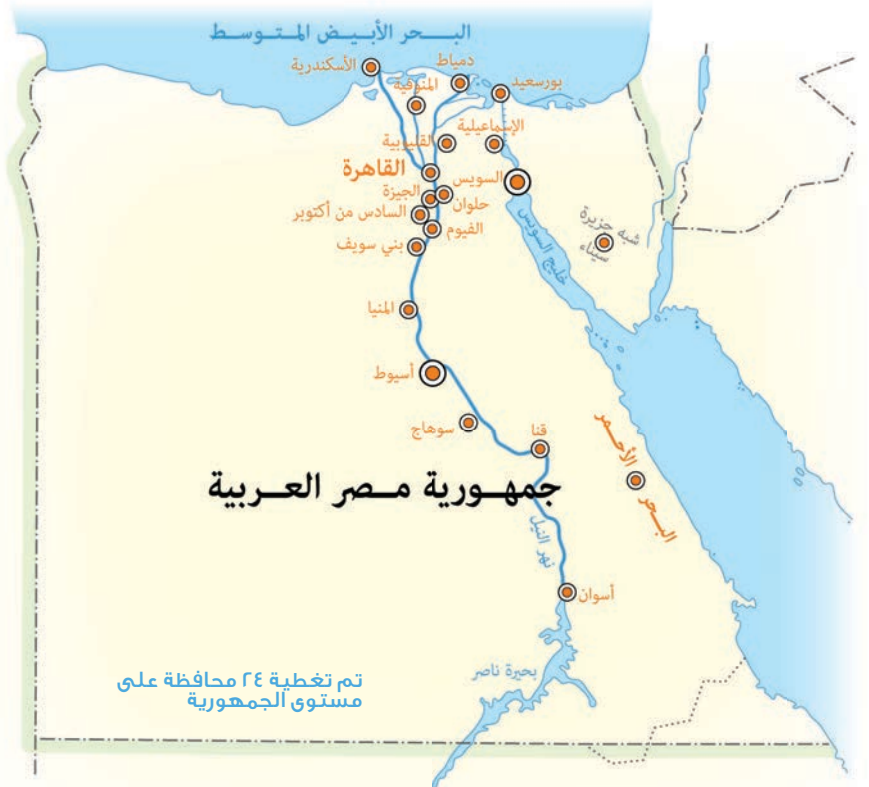 البحر الأبيض المتوسط
الأسكندرية
دمياط
المنوفية
بورسعيد
الإسماعيلية
القليوبية
القاهرة
السويس
الجيزة
حلوان
السادس من أكتوبر
الفيوم
بني سويف
خليج السويس
شبه جزيرة
سيناء
المنيا
أسيوط
سوهاج
قنا
البحر الأحمر
جمهورية مصر العربية
نهر النيل
أسوان
بحيرة ناصر
تم تغطية ٢٤ محافظة على
مستوى الجمهورية